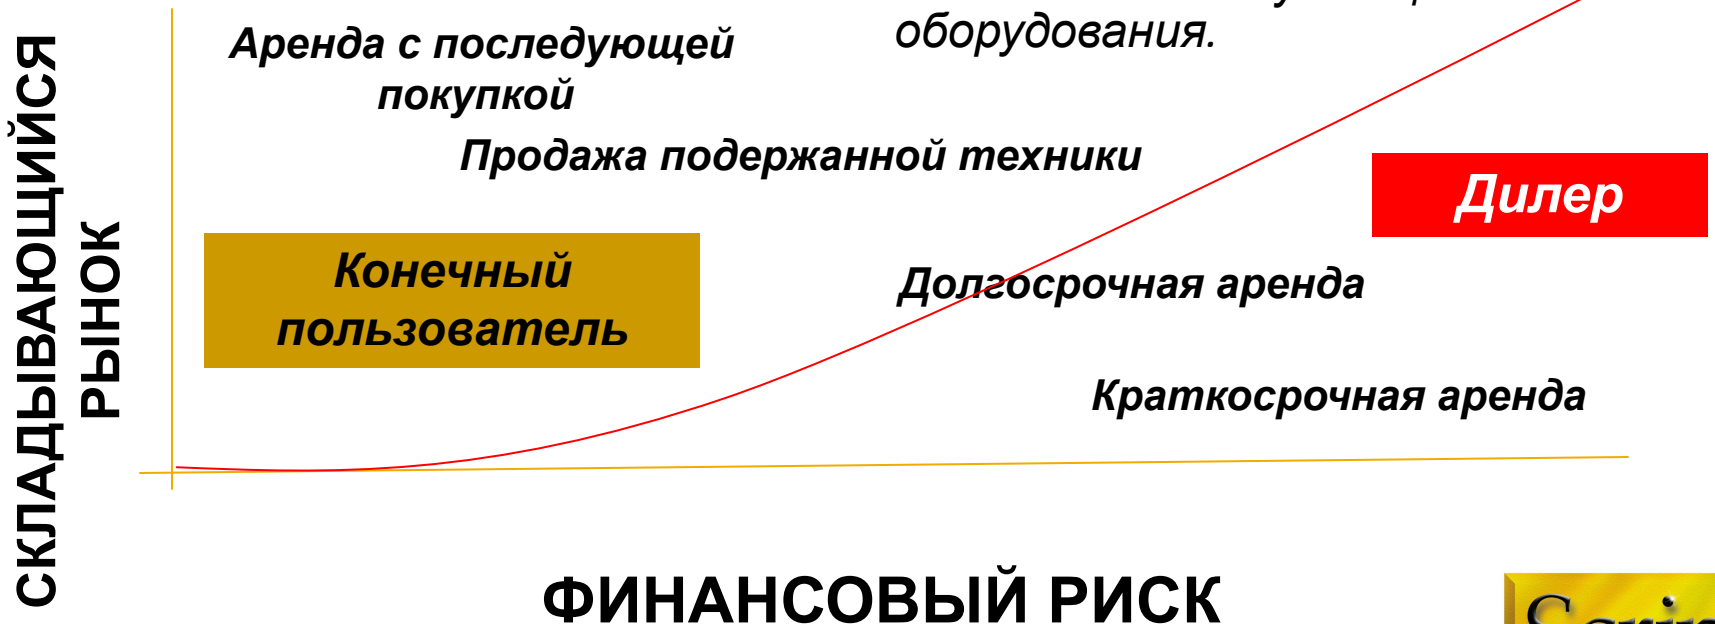 оборудования.
Аренда с последующей
покупкой
Продажа подержанной техники
Дилер
Конечный
пользователь
Долгосрочная аренда
Краткосрочная аренда
СКЛАДЫВАЮЩИЙСЯ
РЫНОК
ФИНАНСОВЫЙ РИСК